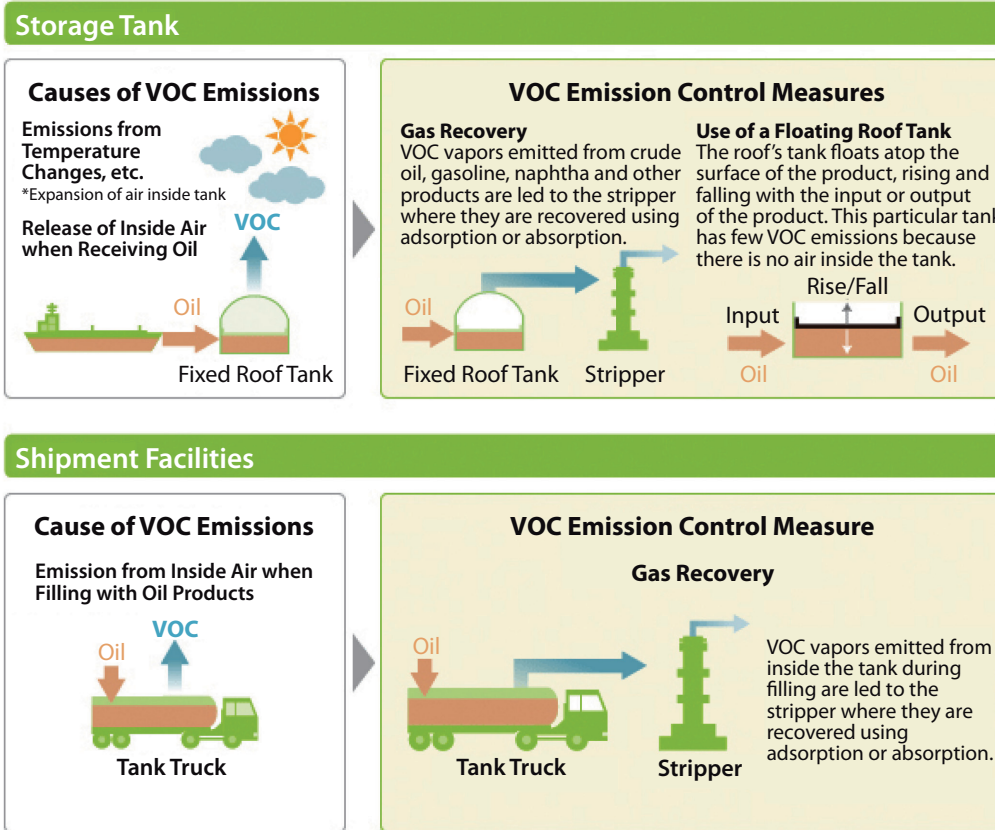 Storage Tank
Causes of VOC Emissions
Emissions from
Temperature
Changes, etc.
*Expansion of air inside tank
Release of Inside Air
when Receiving Oil
VOC
Oil
Fixed Roof Tank
VOC Emission Control Measures
Gas Recovery
VOC vapors emitted from crude
oil, gasoline, naphtha and other
products are led to the stripper
where they are recovered using
adsorption or absorption.
Oil
Fixed Roof Tank
Stripper
Use of a Floating Roof Tank
The roof's tank floats atop the
surface of the product, rising and
falling with the input or output
of the product. This particular tank
has few VOC emissions because
there is no air inside the tank.
Rise/Fall
Input
Output
Oil
Oil
Shipment Facilities
Cause of VOC Emissions
Emission from Inside Air when
Filling with Oil Products
VOC
Oil
Tank Truck
VOC Emission Control Measure
Gas Recovery
Oil
Tank Truck
Stripper
VOC vapors emitted from
inside the tank during
filling are led to the
stripper where they are
recovered using
adsorption or absorption.